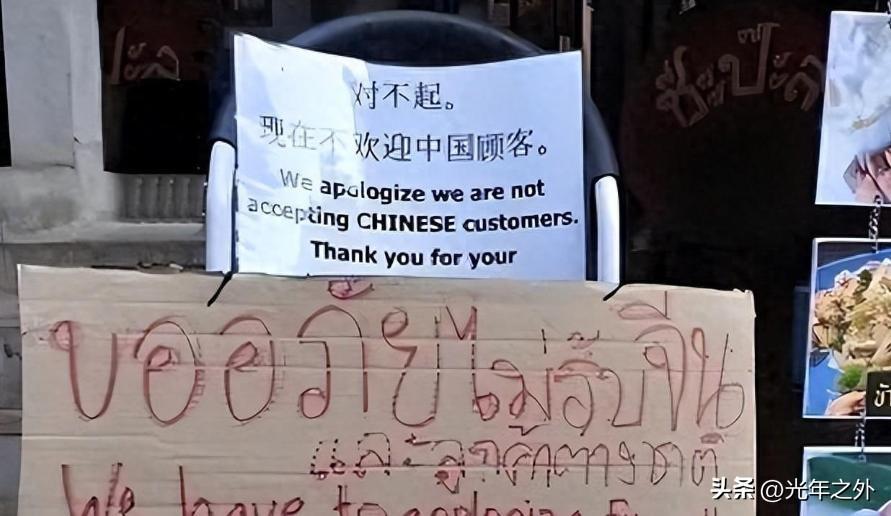 对不起。
现在不欢迎中国顾客。
We apologize we are not
accepting CHINESE customers.
Thank you for your
ขออภัยไม่รับจีน
และลูกค้าต่างชาติ
We have to apologize
头条 @光年之外